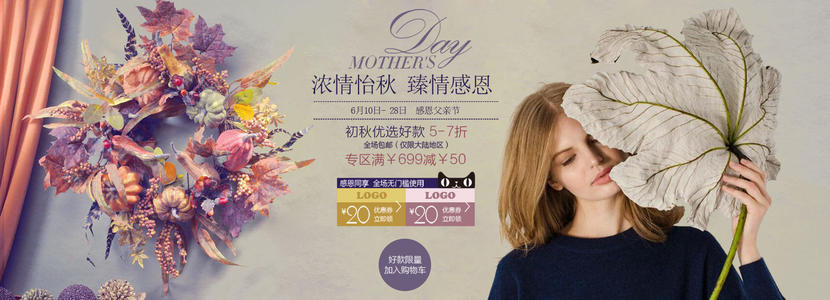 Day
MOTHER'S
浓情怡秋 臻情感恩
6月10日- 28日 感恩父亲节
初秋优选好款 5-7折
全场包邮（仅限大陆地区）
专区满￥699减￥50
感恩同享 全场无门槛使用
LOGO LOGO
¥20 优惠券 立即领 ¥20 优惠券 立即领
好款限量
加入购物车